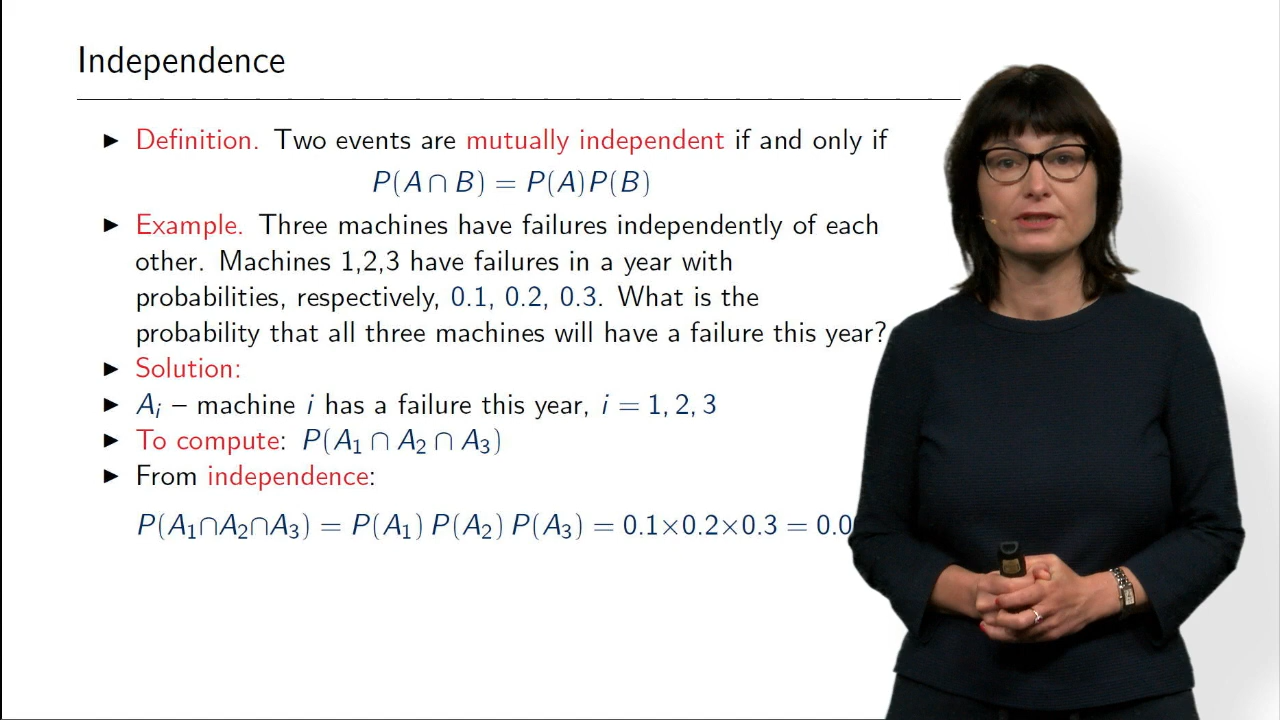 Independence
▶ Definition. Two events are mutually independent if and only if
P(A ∩ B) = P(A)P(B)
▶ Example. Three machines have failures independently of each
other. Machines 1,2,3 have failures in a year with
probabilities, respectively, 0.1, 0.2, 0.3. What is the
probability that all three machines will have a failure this year?
▶ Solution:
▶ Aᵢ – machine i has a failure this year, i = 1, 2, 3
▶ To compute: P(A₁ ∩ A₂ ∩ A₃)
▶ From independence:
P(A₁∩A₂∩A₃) = P(A₁) P(A₂) P(A₃) = 0.1×0.2×0.3 = 0.0